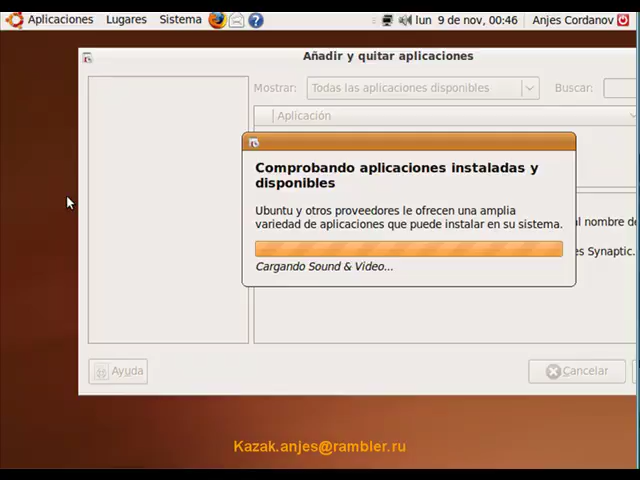 Aplicaciones Lugares Sistema lun 9 de nov, 00:46 Anjes Cordanov
Añadir y quitar aplicaciones
Mostrar: Todas las aplicaciones disponibles Buscar:
Aplicación
Comprobando aplicaciones instaladas y
disponibles
Ubuntu y otros proveedores le ofrecen una amplia
variedad de aplicaciones que puede instalar en su sistema.
al nombre de
es Synaptic.
Cargando Sound & Video...
Ayuda Cancelar
Kazak.anjes@rambler.ru